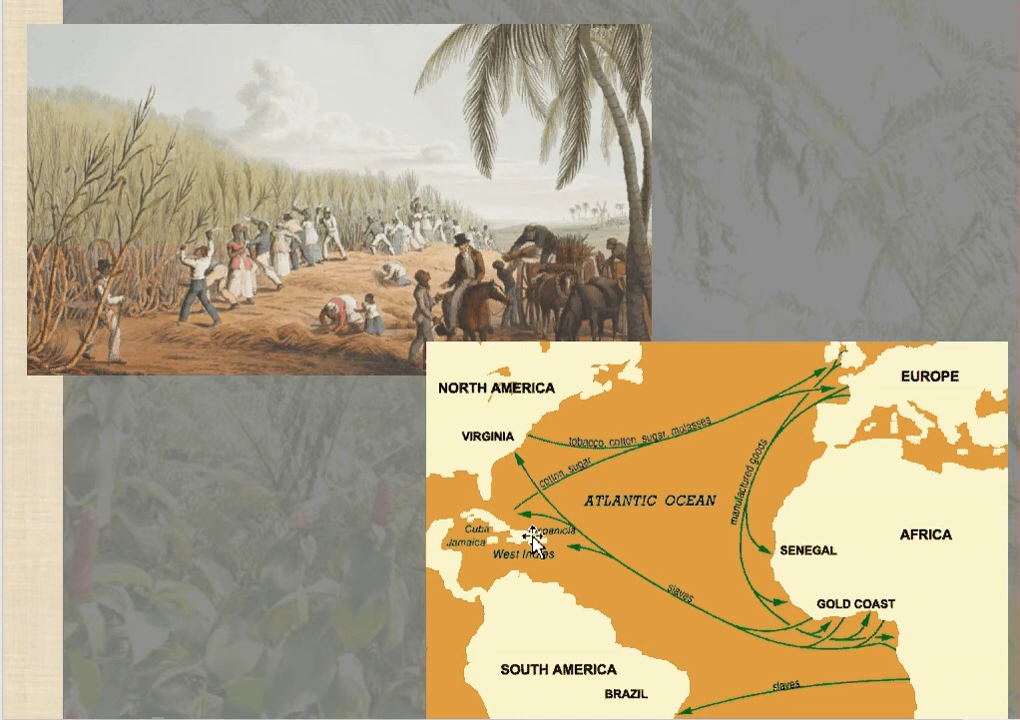 NORTH AMERICA
EUROPE
VIRGINIA
tobacco, cotton, sugar, molasses
cotton, sugar
manufactured goods
ATLANTIC OCEAN
Cuba
Jamaica
West
AFRICA
SENEGAL
slaves
GOLD COAST
SOUTH AMERICA
BRAZIL
slaves